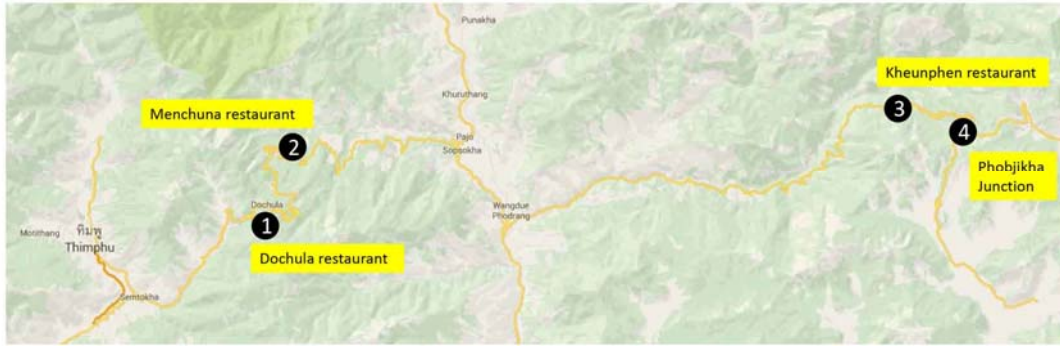 Punakha
Kheunphen restaurant
Khuruthang
Menchuna restaurant
3
Pajo
4
2
Sopsokha
Phobjikha
Junction
Dochula
Wangdue
Phodrang
1
ทิมพู
Thimphu
Dochula restaurant
Semtokha